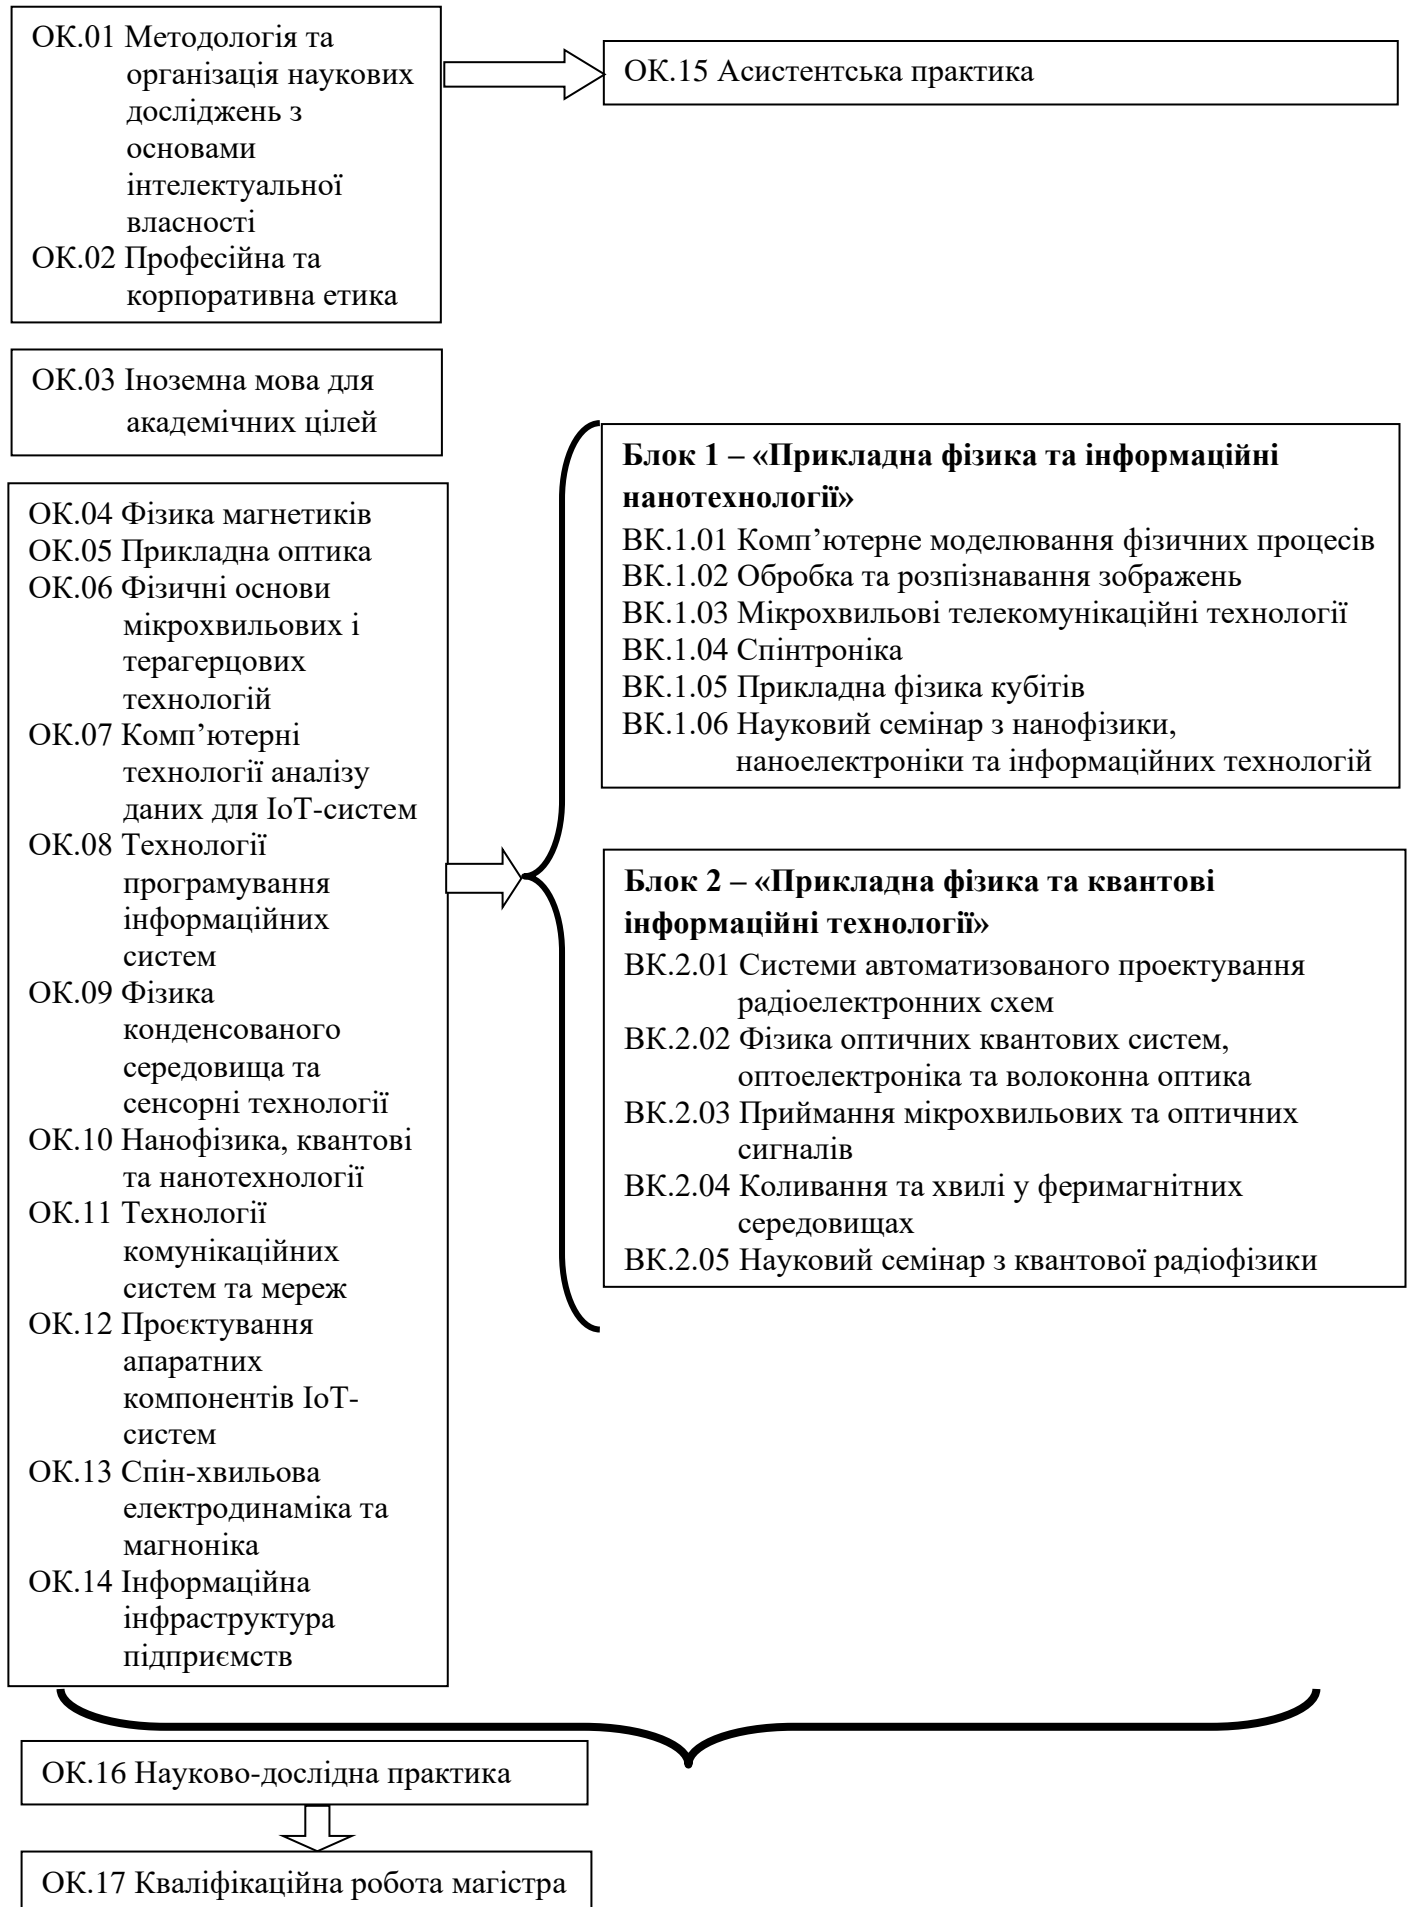 ОК.01 Методологія та
організація наукових
досліджень з
основами
інтелектуальної
власності
ОК.02 Професійна та
корпоративна етика
ОК.15 Асистентська практика
ОК.03 Іноземна мова для
академічних цілей
ОК.04 Фізика магнетиків
ОК.05 Прикладна оптика
ОК.06 Фізичні основи
мікрохвильових і
терагерцових
технологій
ОК.07 Комп’ютерні
технології аналізу
даних для IoT-систем
ОК.08 Технології
програмування
інформаційних
систем
ОК.09 Фізика
конденсованого
середовища та
сенсорні технології
ОК.10 Нанофізика, квантові
та нанотехнології
ОК.11 Технології
комунікаційних
систем та мереж
ОК.12 Проєктування
апаратних
компонентів IoT-
систем
ОК.13 Спін-хвильова
електродинаміка та
магноніка
ОК.14 Інформаційна
інфраструктура
підприємств
Блок 1 – «Прикладна фізика та інформаційні
нанотехнології»
ВК.1.01 Комп’ютерне моделювання фізичних процесів
ВК.1.02 Обробка та розпізнавання зображень
ВК.1.03 Мікрохвильові телекомунікаційні технології
ВК.1.04 Спінтроніка
ВК.1.05 Прикладна фізика кубітів
ВК.1.06 Науковий семінар з нанофізики,
наноелектроніки та інформаційних технологій
Блок 2 – «Прикладна фізика та квантові
інформаційні технології»
ВК.2.01 Системи автоматизованого проектування
радіоелектронних схем
ВК.2.02 Фізика оптичних квантових систем,
оптоелектроніка та волоконна оптика
ВК.2.03 Приймання мікрохвильових та оптичних
сигналів
ВК.2.04 Коливання та хвилі у феримагнітних
середовищах
ВК.2.05 Науковий семінар з квантової радіофізики
ОК.16 Науково-дослідна практика
ОК.17 Кваліфікаційна робота магістра